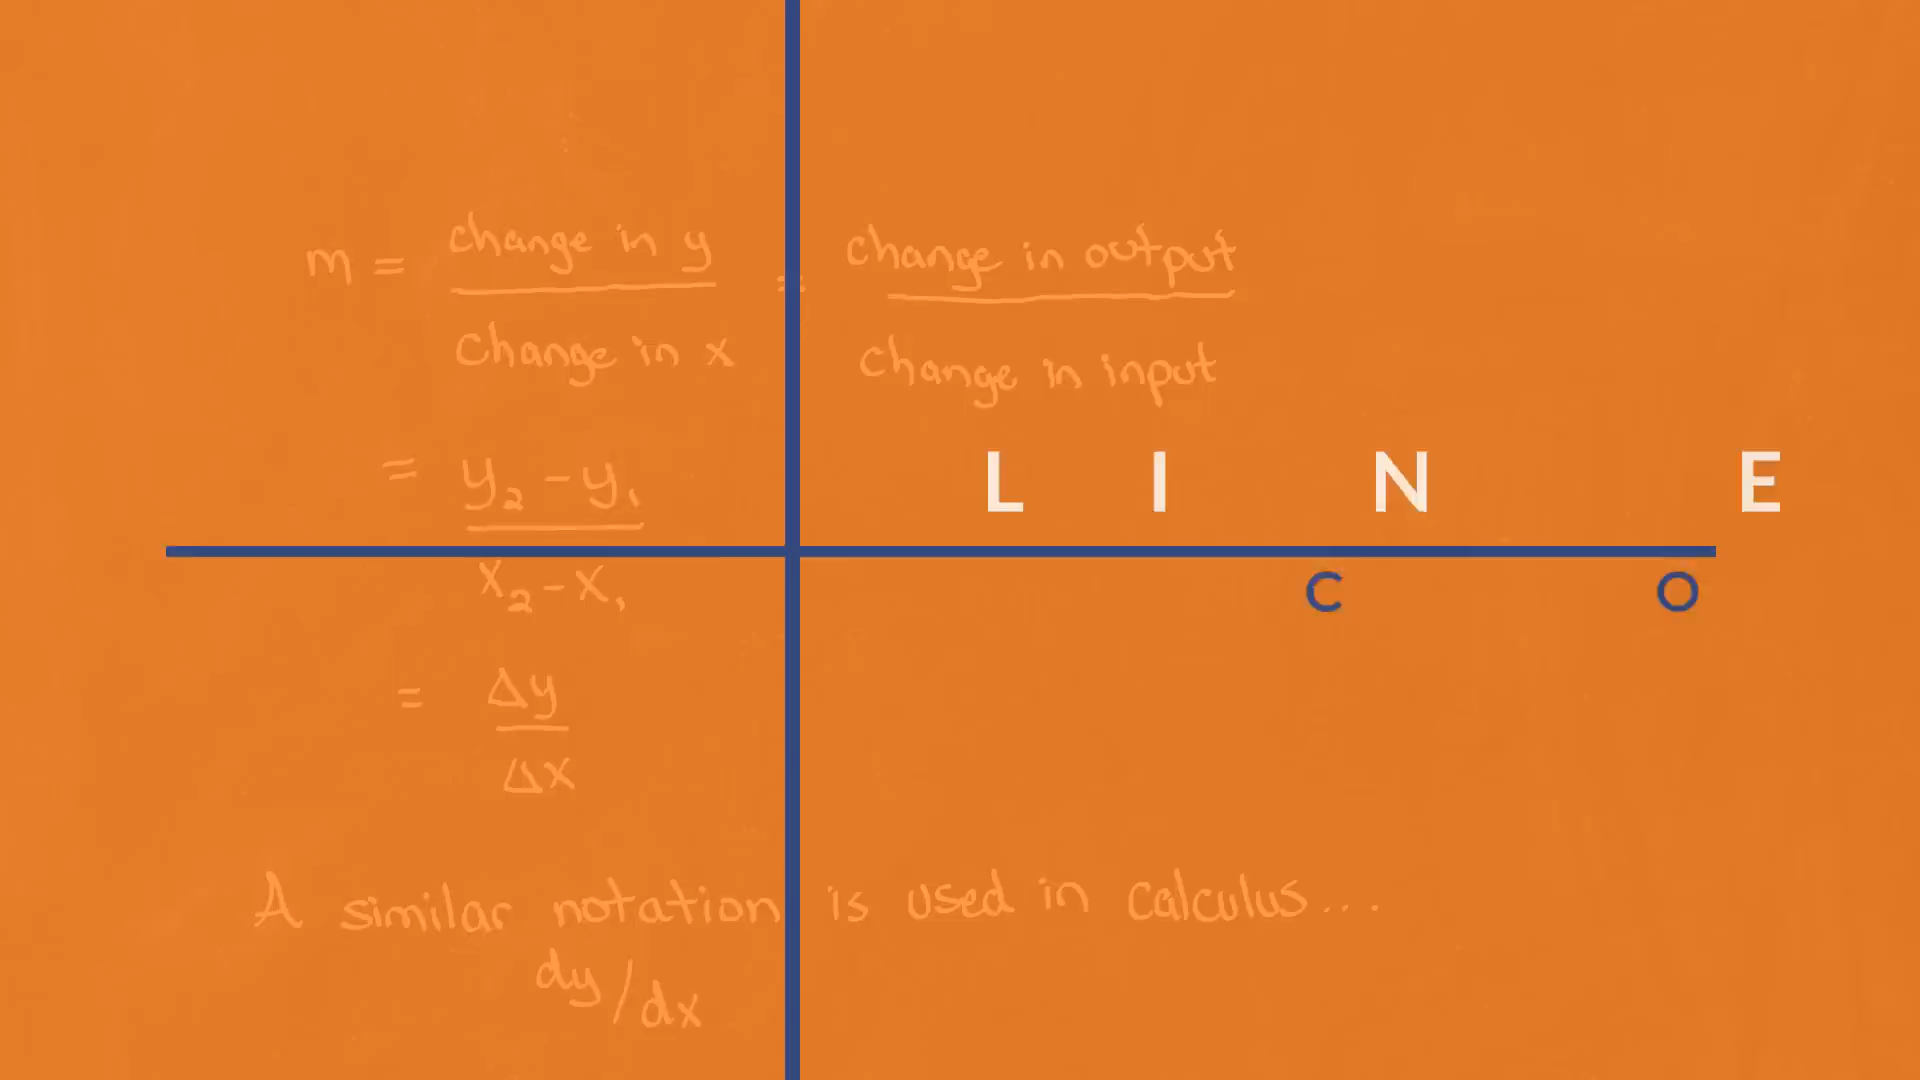 m = change in y = change in output
change in x change in input
= y₂ - y₁
x₂ - x₁
L I N E
C O
= Δy
Δx
A similar notation is used in calculus...
dy/dx